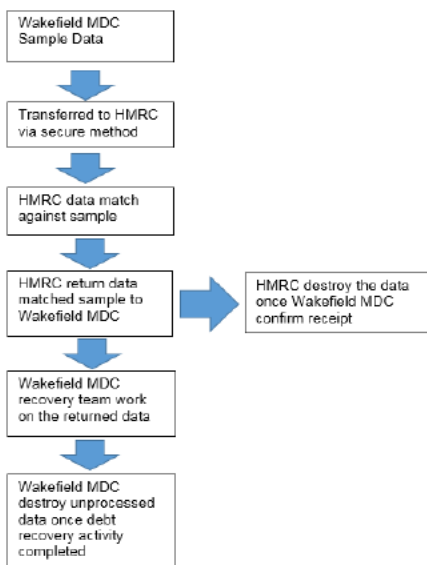 Wakefield MDC
Sample Data
Transferred to HMRC
via secure method
HMRC data match
against sample
HMRC return data
matched sample to
Wakefield MDC
HMRC destroy the data
once Wakefield MDC
confirm receipt
Wakefield MDC
recovery team work
on the returned data
Wakefield MDC
destroy unprocessed
data once debt
recovery activity
completed